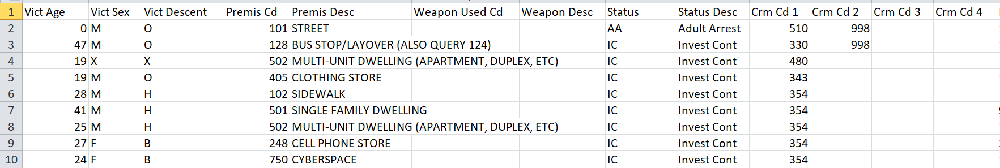 1 Vict Age Vict Sex Vict Descent Premis Cd Premis Desc Weapon Used Cd Weapon Desc Status Status Desc Crm Cd 1 Crm Cd 2 Crm Cd 3 Crm Cd 4
2 0 M O 101 STREET AA Adult Arrest 510 998
3 47 M O 128 BUS STOP/LAYOVER (ALSO QUERY 124) IC Invest Cont 330 998
4 19 X X 502 MULTI-UNIT DWELLING (APARTMENT, DUPLEX, ETC) IC Invest Cont 480
5 19 M O 405 CLOTHING STORE IC Invest Cont 343
6 28 M H 102 SIDEWALK IC Invest Cont 354
7 41 M H 501 SINGLE FAMILY DWELLING IC Invest Cont 354
8 25 M H 502 MULTI-UNIT DWELLING (APARTMENT, DUPLEX, ETC) IC Invest Cont 354
9 27 F B 248 CELL PHONE STORE IC Invest Cont 354
10 24 F B 750 CYBERSPACE IC Invest Cont 354